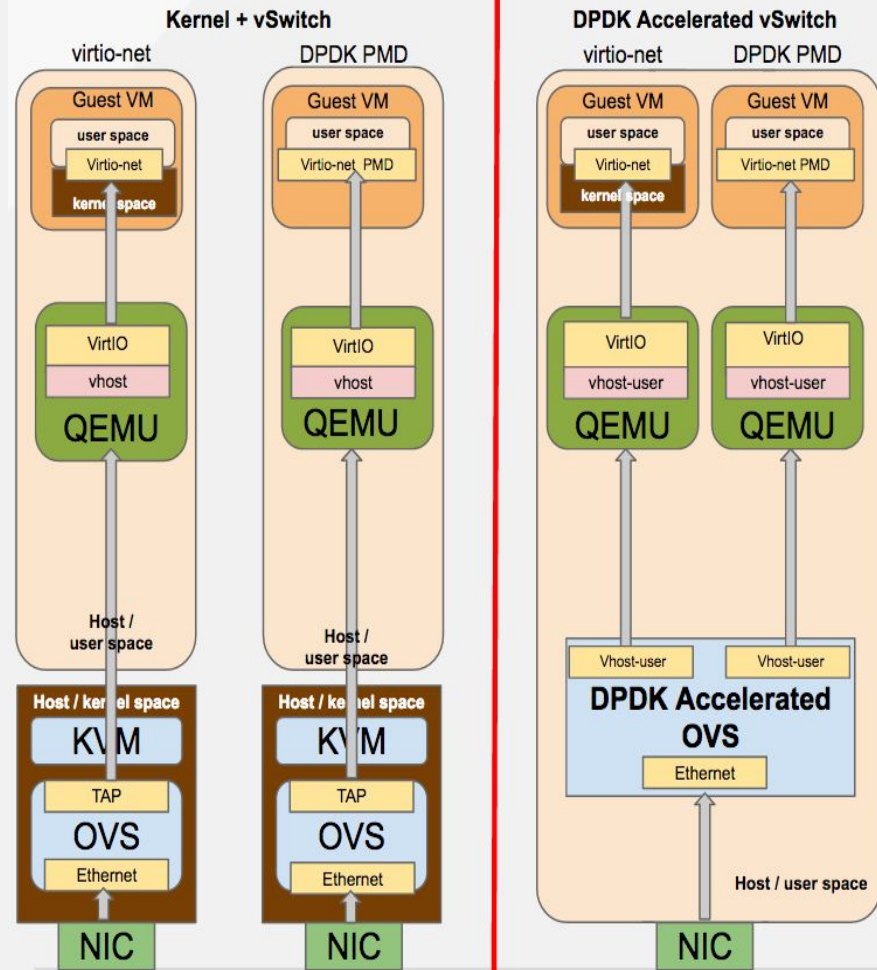 Kernel + vSwitch
virtio-net
DPDK PMD
Guest VM
user space
Virtio-net
kernel space
VirtIO
vhost
QEMU
Host /
user space
Host / kernel space
KVM
TAP
OVS
Ethernet
NIC
Guest VM
user space
Virtio-net PMD
VirtIO
vhost
QEMU
Host /
user space
Host / kernel space
KVM
TAP
OVS
Ethernet
NIC
DPDK Accelerated vSwitch
virtio-net
DPDK PMD
Guest VM
user space
Virtio-net
kernel space
VirtIO
vhost-user
QEMU
Guest VM
user space
Virtio-net PMD
VirtIO
vhost-user
QEMU
Vhost-user
Vhost-user
DPDK Accelerated
OVS
Ethernet
Host / user space
NIC